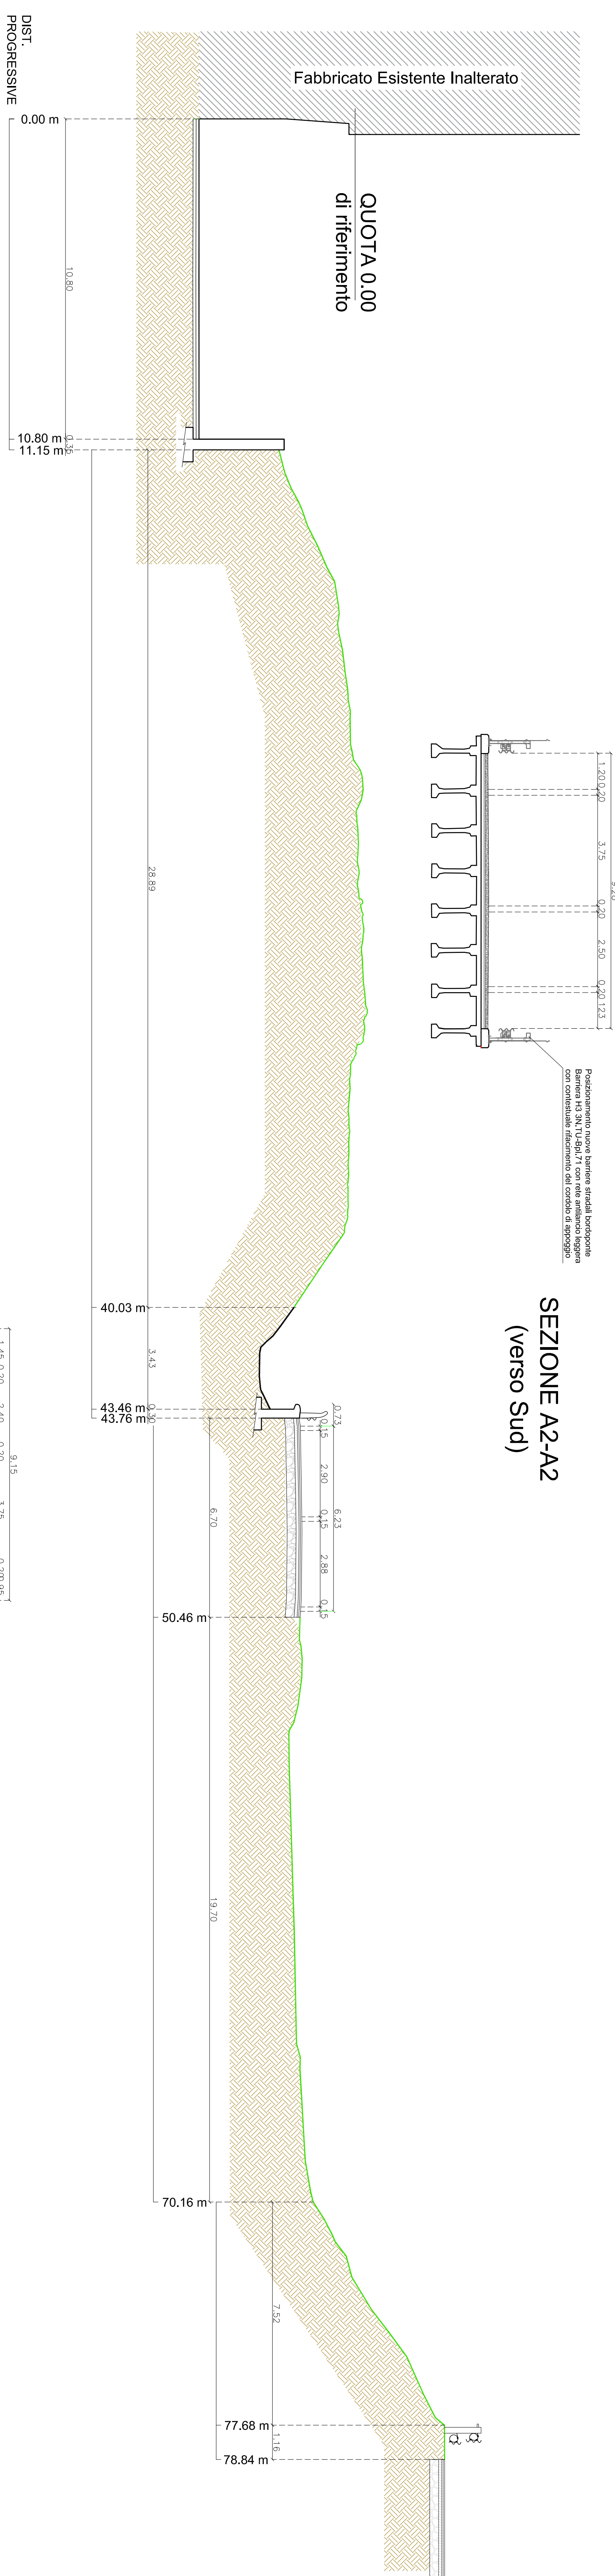 Fabbricato Esistente Inalterato
QUOTA 0.00
di riferimento
DIST.
PROGRESSIVE
0.00 m
10.80
10.80 m
0.35
11.15 m
28.89
40.03 m
3.43
43.46 m
43.76 m
6.70
50.46 m
19.70
70.16 m
7.52
77.68 m
1.16
78.84 m
1.20
0.20
3.75
0.20
2.50
0.20
1.23
Posizionamento nuove barriere stradali bordoponte
Barriera H3 3N.TU-Bpl.71 con rete antilancio leggera
con contestuale rifacimento del cordolo di appoggio
SEZIONE A2-A2
(verso Sud)
0.73
6.23
0.15
2.90
0.15
2.88
0.15
9.15